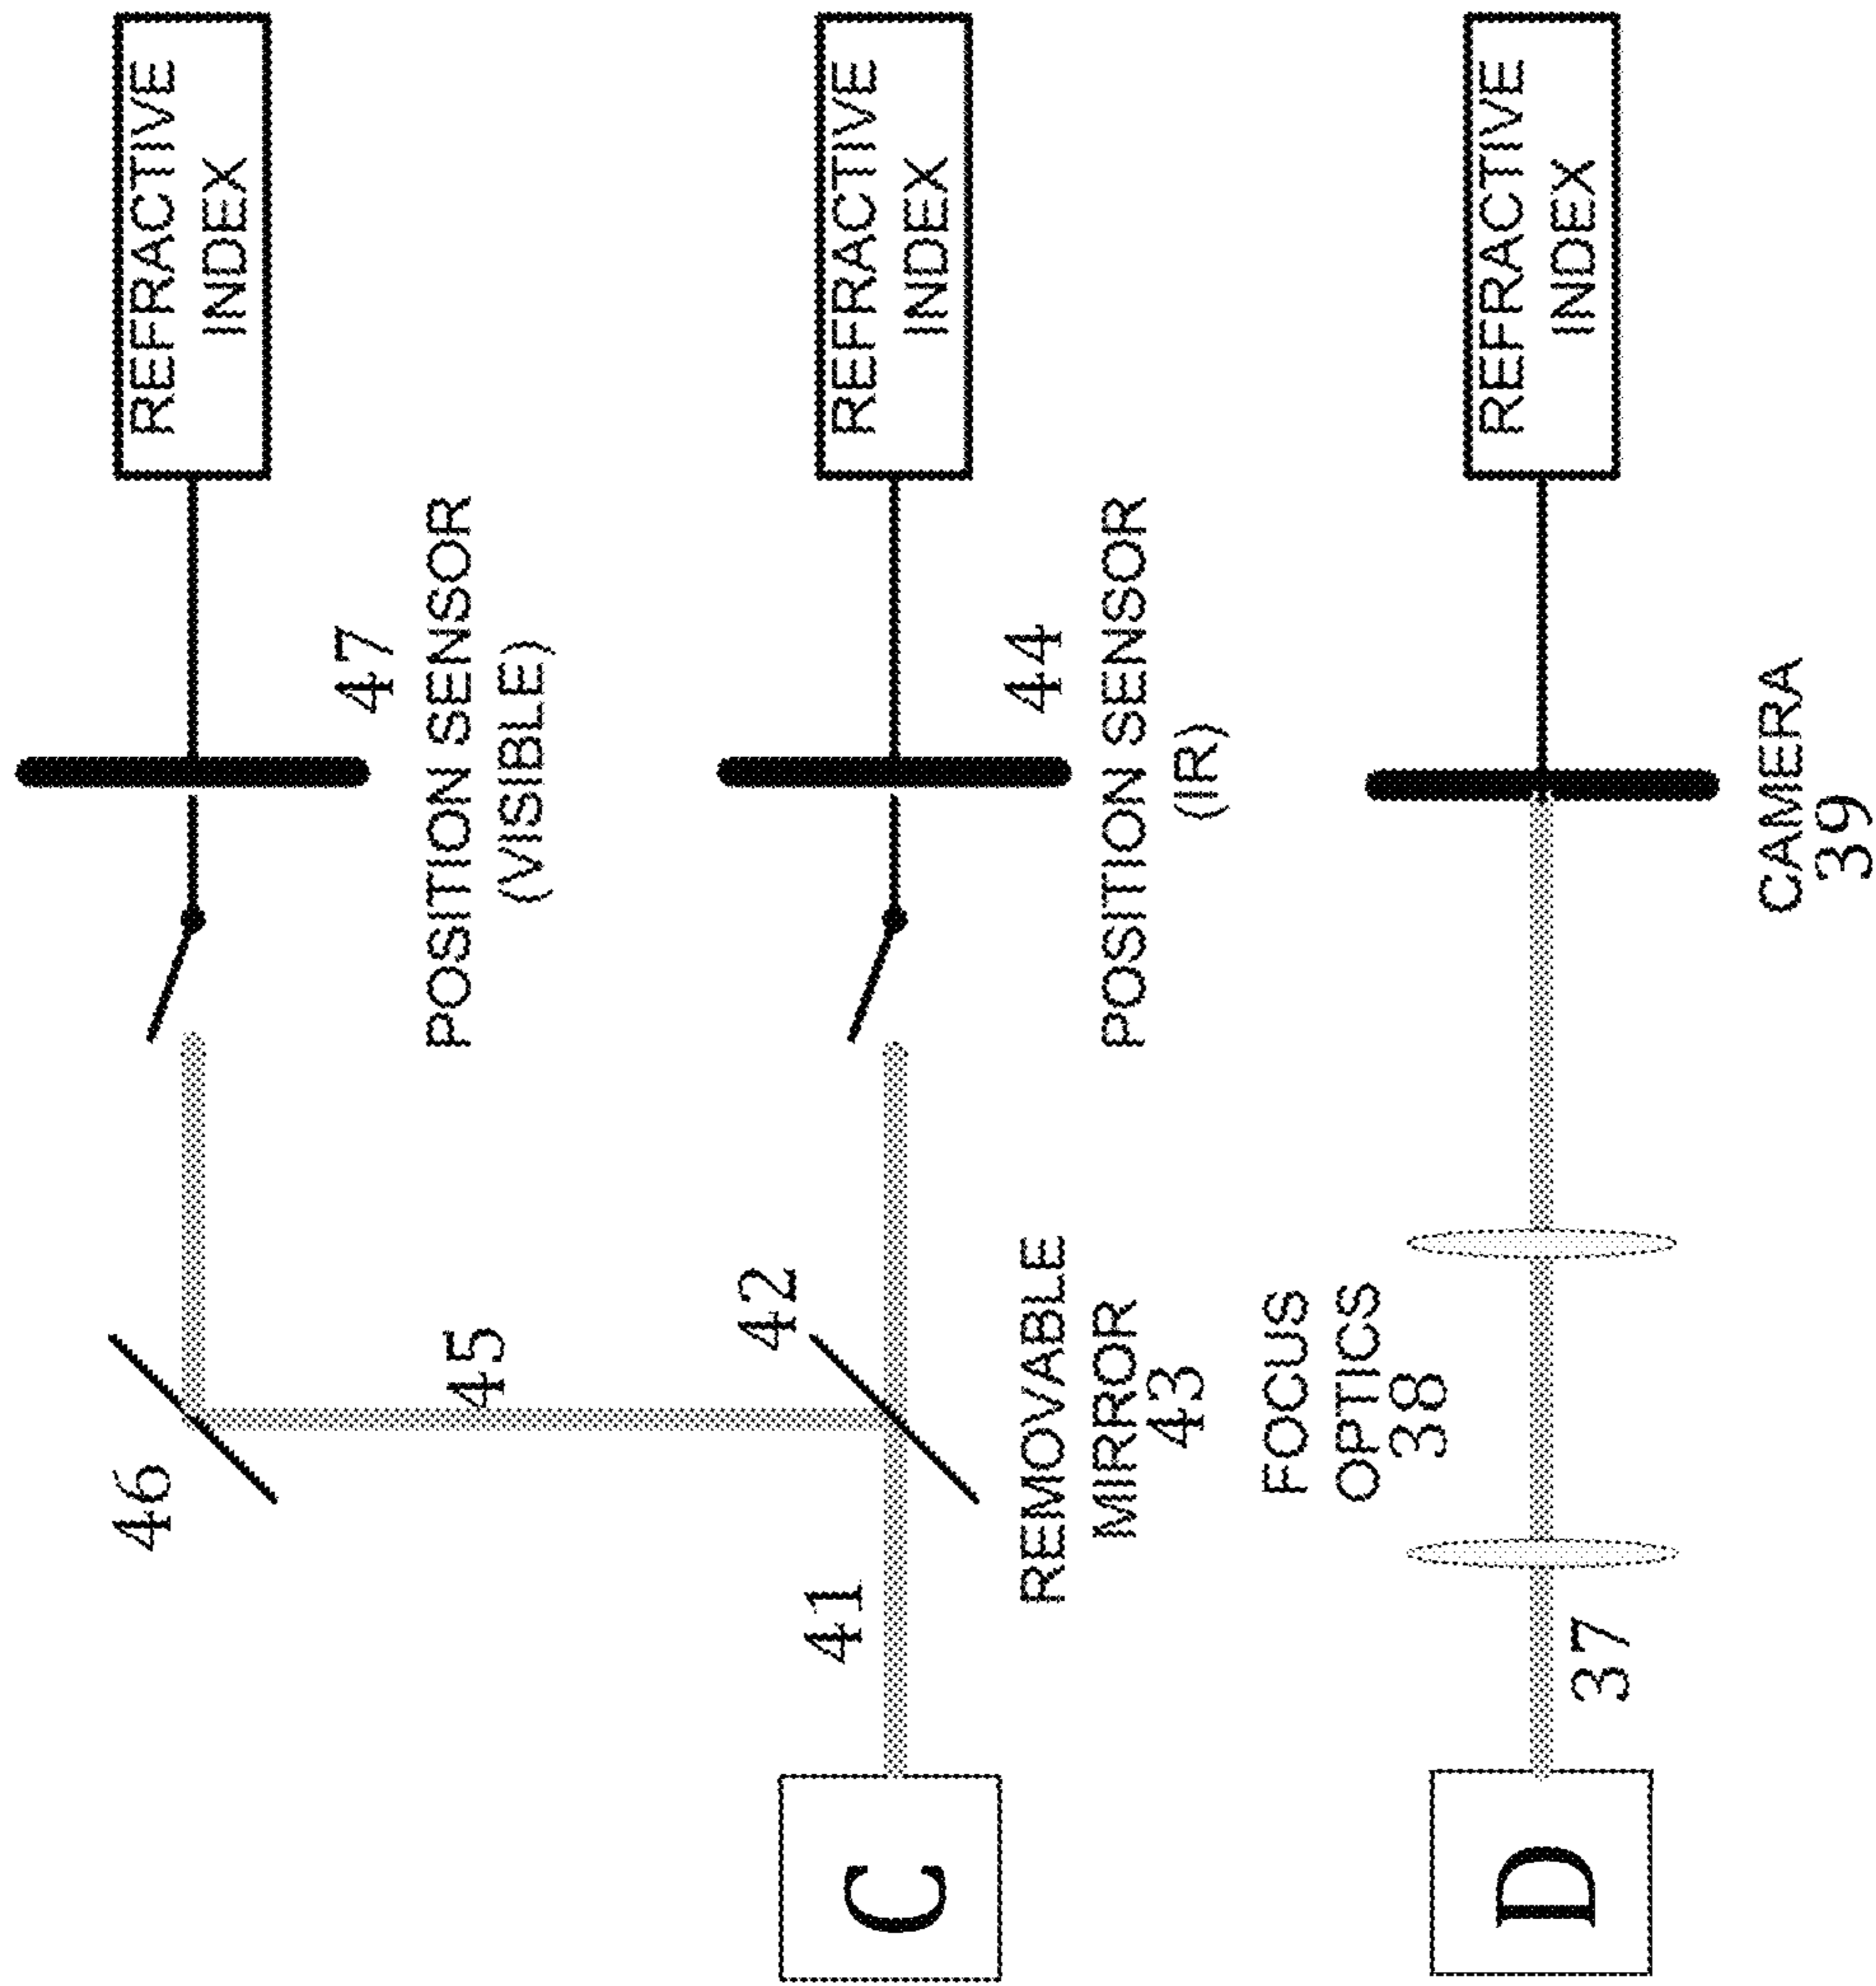 46
REFRACTIVE
INDEX
47
POSITION SENSOR
(VISIBLE)
45
42
41
C
REFRACTIVE
INDEX
44
REMOVABLE
MIRROR
43
POSITION SENSOR
(IR)
FOCUS
OPTICS
38
D
37
REFRACTIVE
INDEX
CAMERA
39